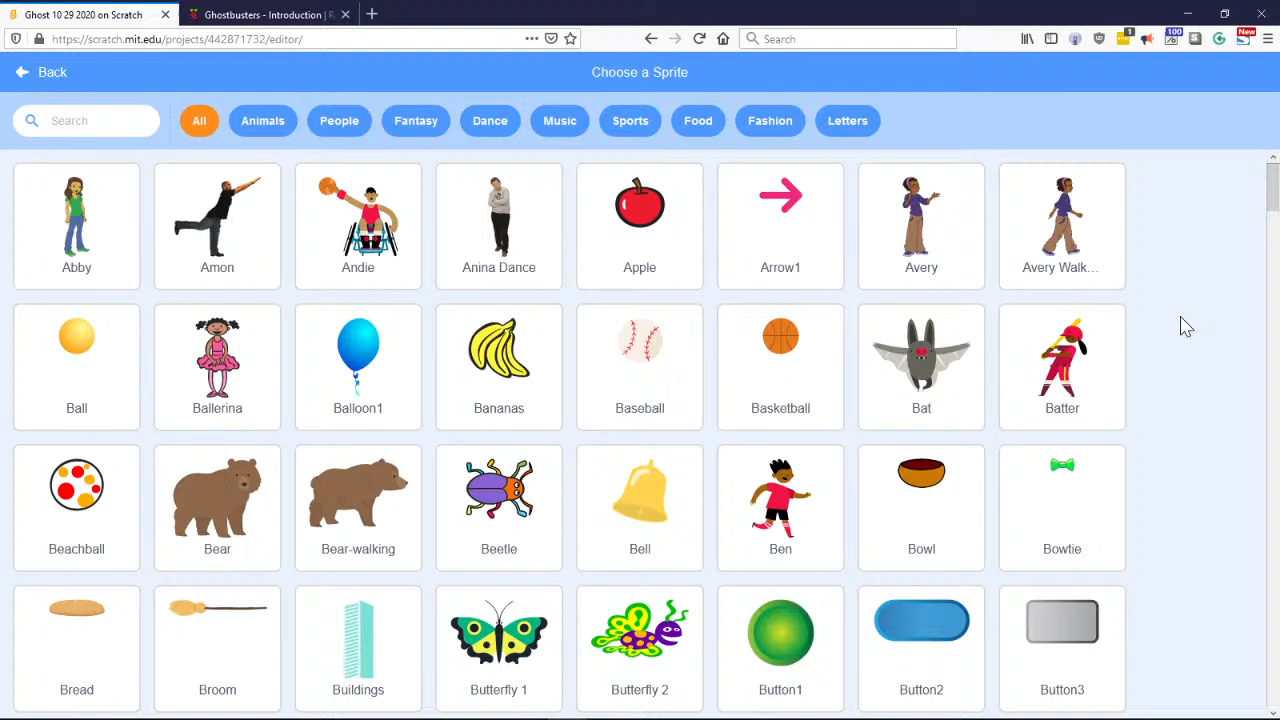 Ghost 10 29 2020 on Scratch
Ghostbusters - Introduction | R
https://scratch.mit.edu/projects/442871732/editor/
Search
1
100
New
Back
Choose a Sprite
Search
All
Animals
People
Fantasy
Dance
Music
Sports
Food
Fashion
Letters
Abby
Amon
Andie
Anina Dance
Apple
Arrow1
Avery
Avery Walk...
Ball
Ballerina
Balloon1
Bananas
Baseball
Basketball
Bat
Batter
Beachball
Bear
Bear-walking
Beetle
Bell
Ben
Bowl
Bowtie
Bread
Broom
Buildings
Butterfly 1
Butterfly 2
Button1
Button2
Button3